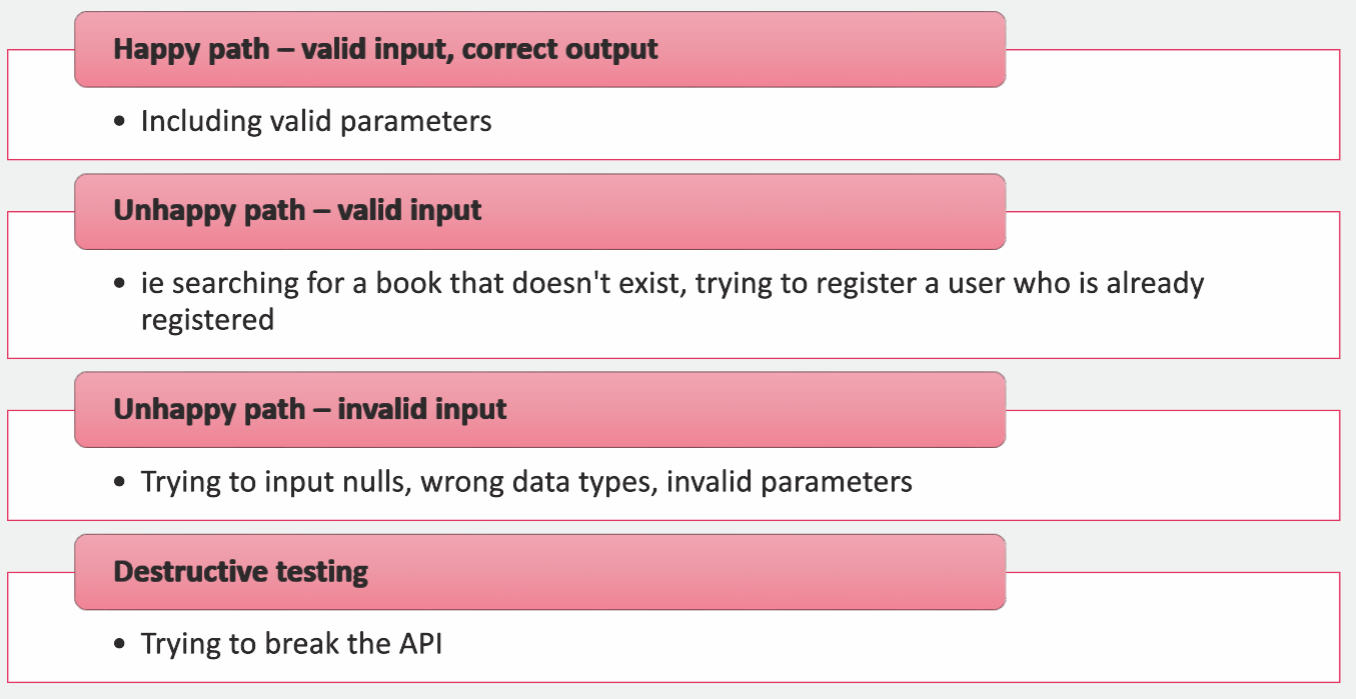 Happy path – valid input, correct output
• Including valid parameters
Unhappy path – valid input
• ie searching for a book that doesn't exist, trying to register a user who is already
registered
Unhappy path – invalid input
• Trying to input nulls, wrong data types, invalid parameters
Destructive testing
• Trying to break the API